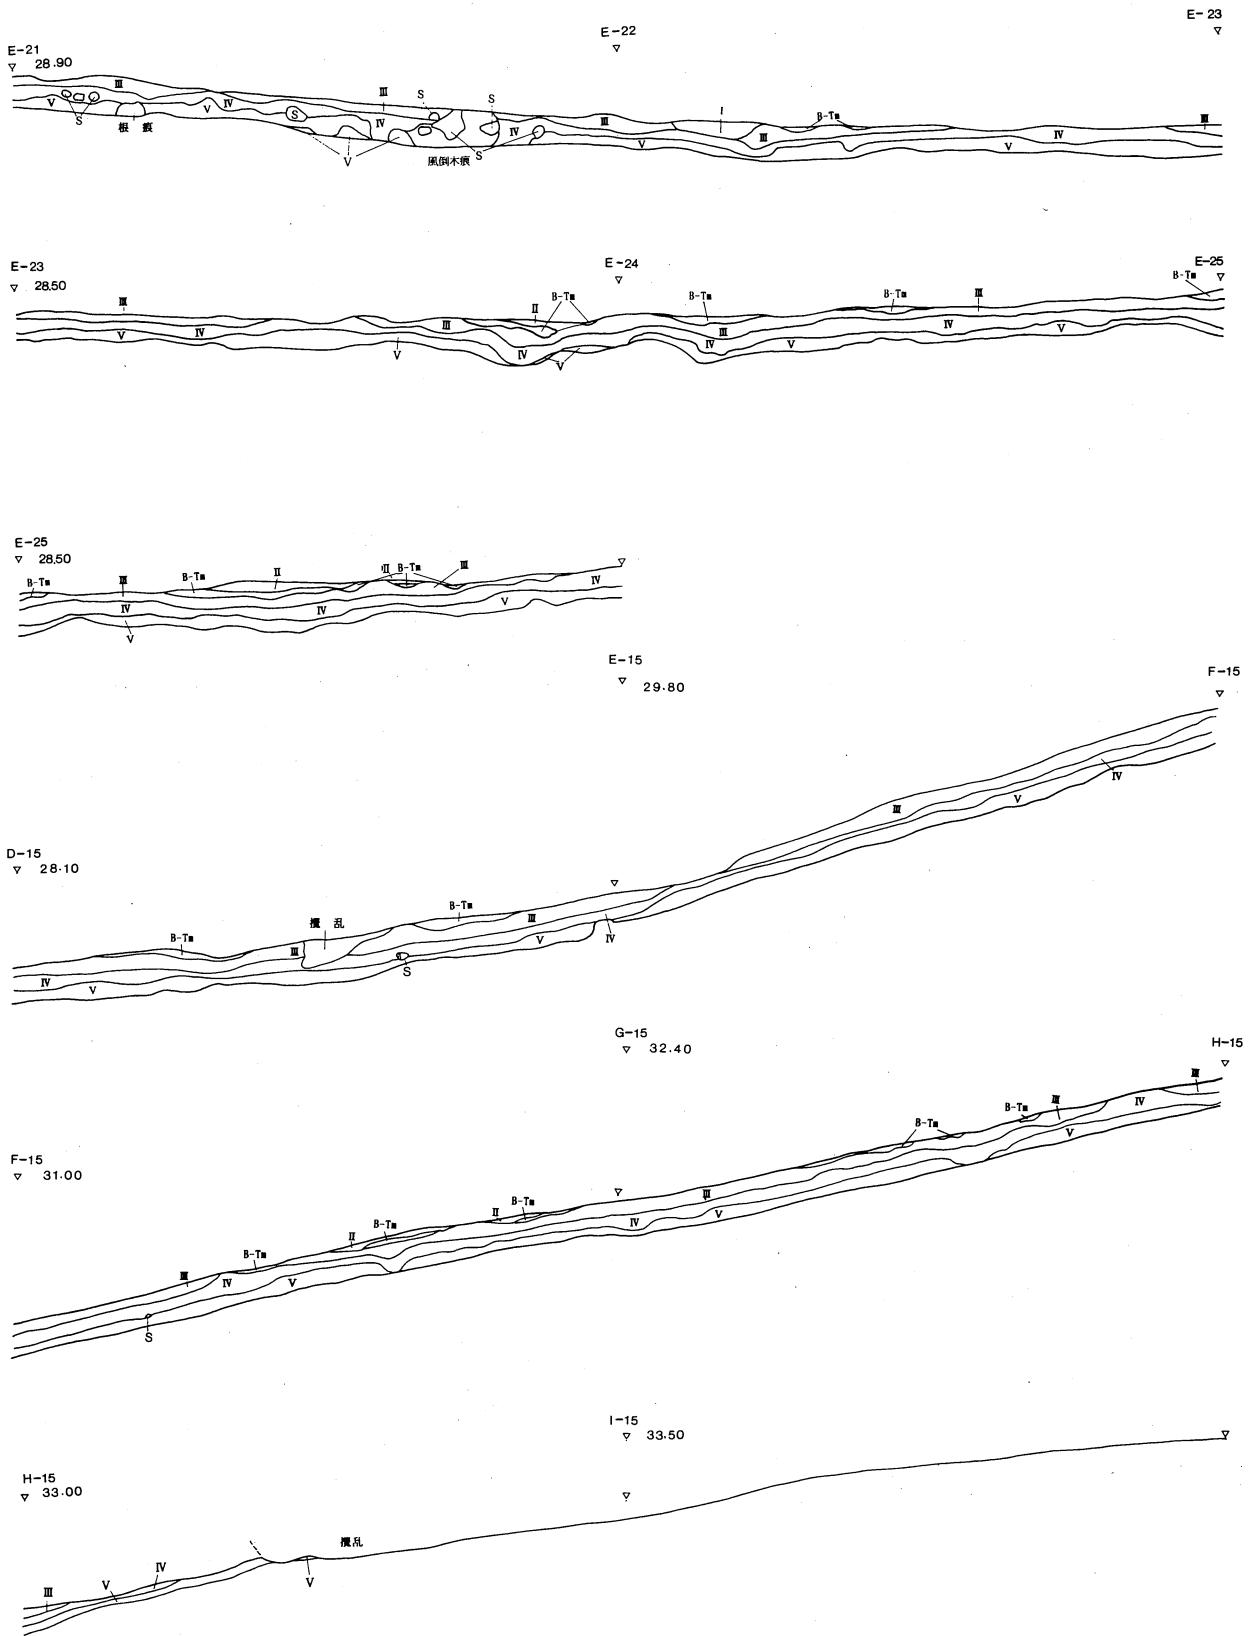 E-23
E-22
E-21
28.90
III
III
S
S
I
B-Tm
III
III
V
S
V
IV
S
IV
IV
III
IV
根痕
V
風倒木痕
S
V
V
E-23
28.50
E-24
E-25
B-Tm
III
II
B-Tm
B-Tm
B-Tm
III
V
IV
V
III
IV
V
III
IV
V
IV
V
E-25
28.50
B-Tm
III
B-Tm
II
II
B-Tm
III
IV
IV
IV
V
V
E-15
29.80
F-15
IV
III
V
D-15
28.10
B-Tm
攪乱
B-Tm
III
III
V
IV
IV
V
S
G-15
32.40
H-15
III
B-Tm
III
IV
B-Tm
V
F-15
31.00
II
B-Tm
II
B-Tm
III
IV
V
B-Tm
III
IV
V
S
I-15
33.50
H-15
33.00
攪乱
IV
V
V
III